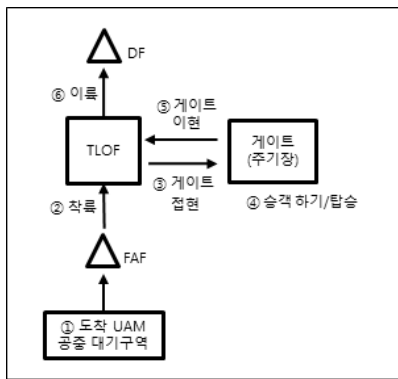 DF
⑥ 이륙
⑤ 게이트
이현
TLOF
게이트
(주기장)
③ 게이트
접현
② 착륙
④ 승객 하기/탑승
FAF
① 도착 UAM
공중 대기구역